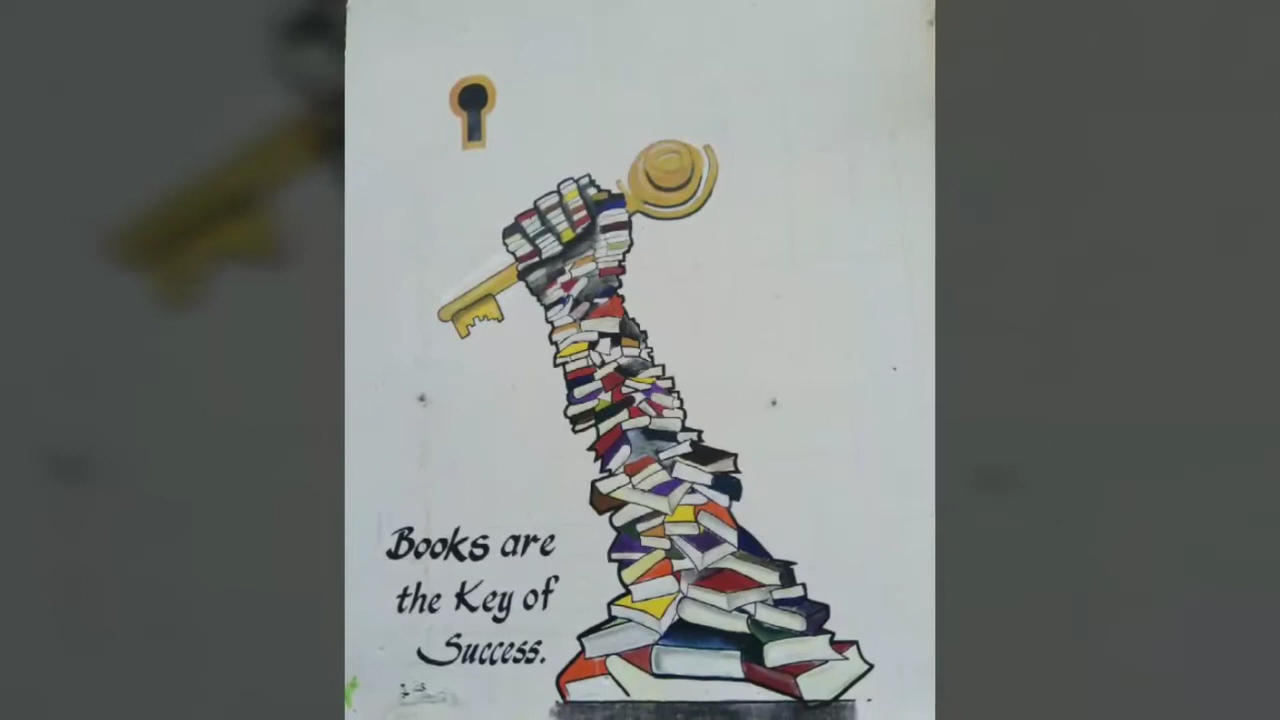 Books are
the Key of
Success.